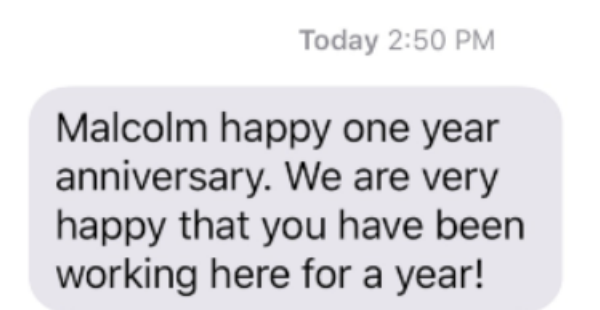 Today 2:50 PM
Malcolm happy one year
anniversary. We are very
happy that you have been
working here for a year!